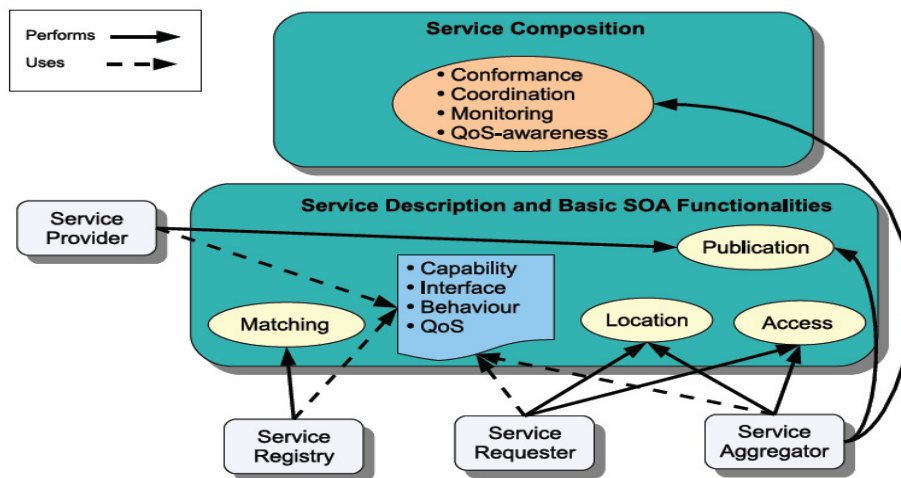 Performs
Uses
Service Composition
• Conformance
• Coordination
• Monitoring
• QoS-awareness
Service Description and Basic SOA Functionalities
Service
Provider
Publication
• Capability
• Interface
• Behaviour
• QoS
Matching
Location
Access
Service
Registry
Service
Requester
Service
Aggregator